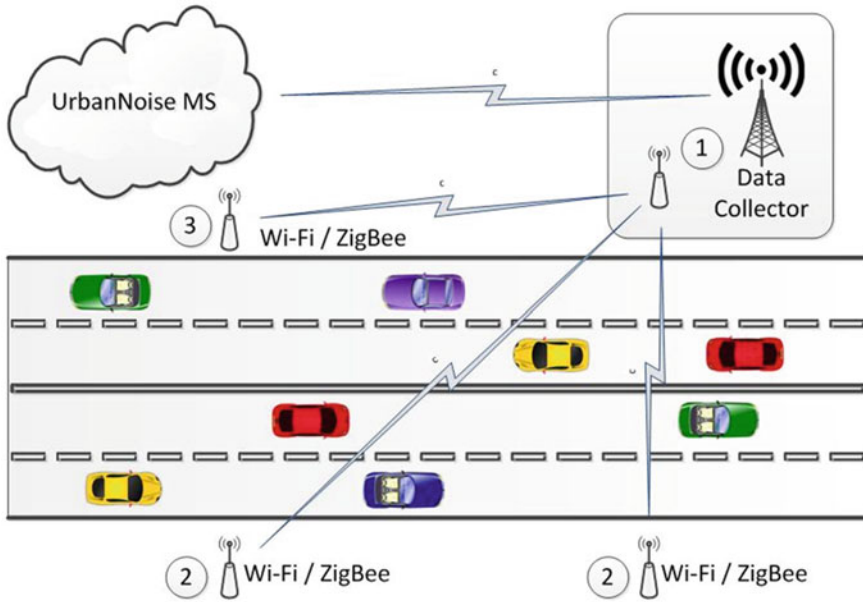 UrbanNoise MS
c
1
Data
Collector
c
3
Wi-Fi / ZigBee
c
c
2
Wi-Fi / ZigBee
2
Wi-Fi / ZigBee